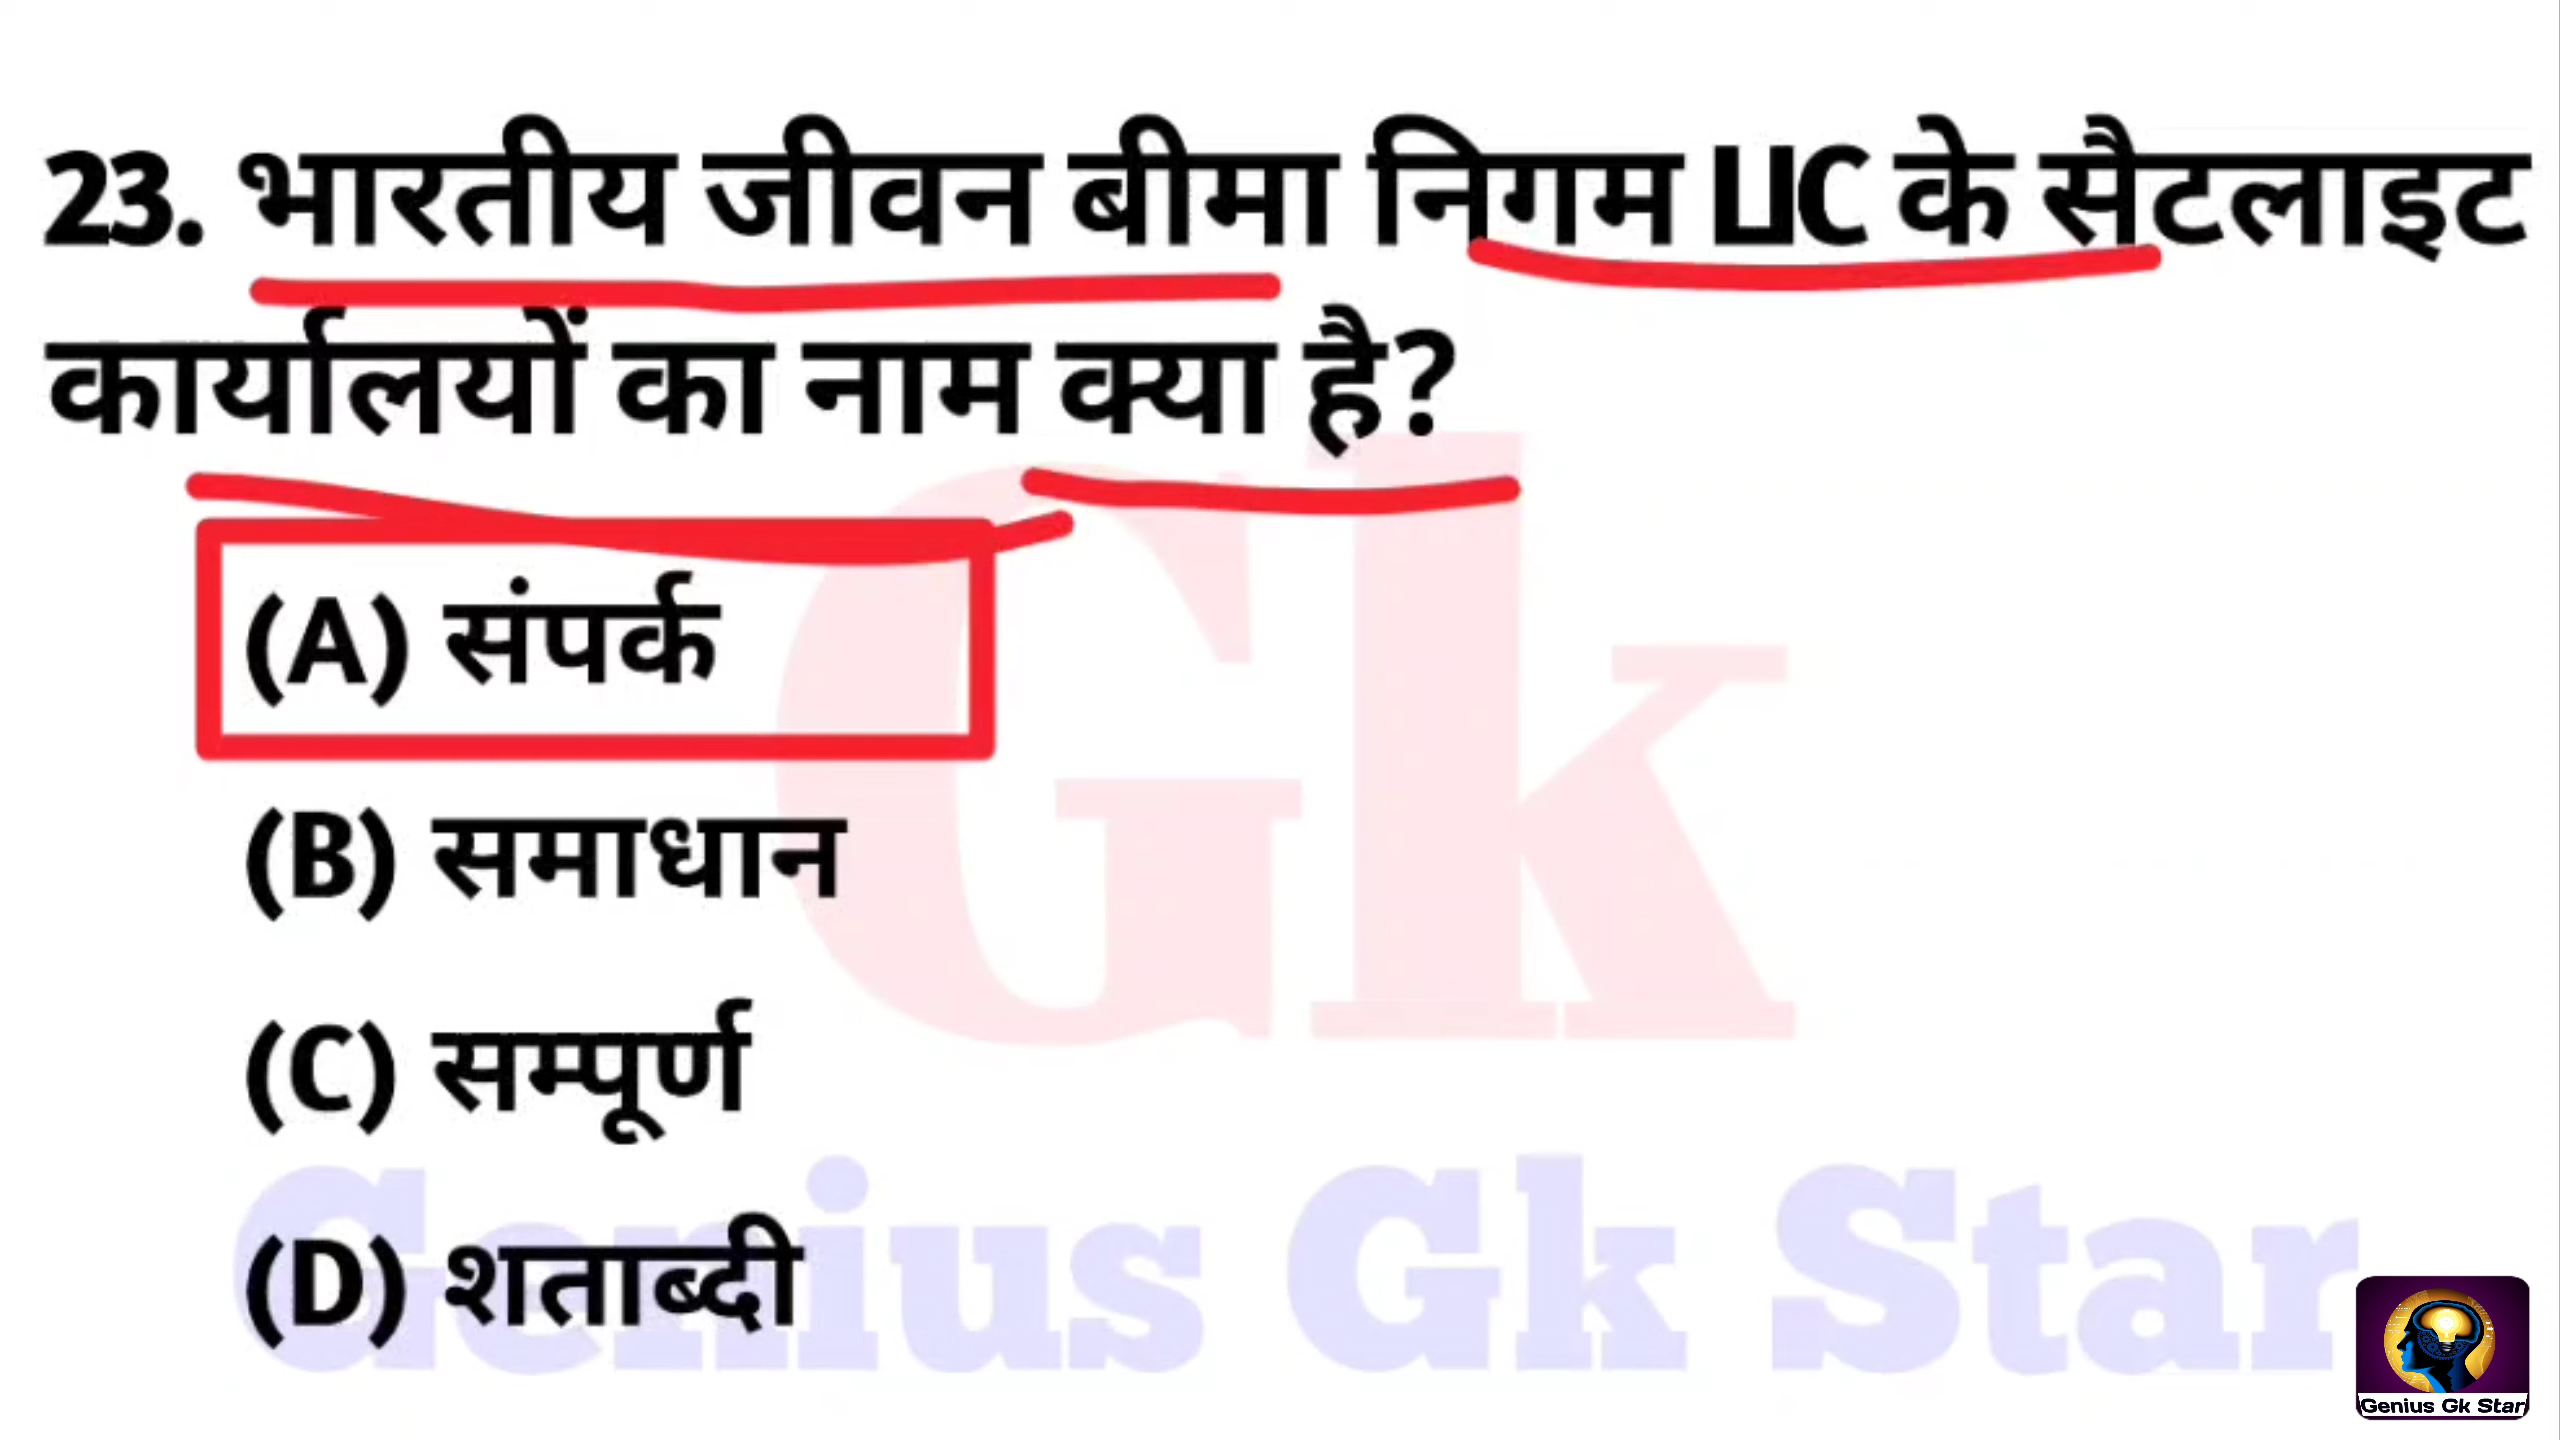 23. भारतीय जीवन बीमा निगम LIC के सैटलाइट
कार्यालयों का नाम क्या है?
(A) संपर्क
(B) समाधान
(C) सम्पूर्ण
(D) शताब्दी
Gk
Genius Gk Star
Genius Gk Star